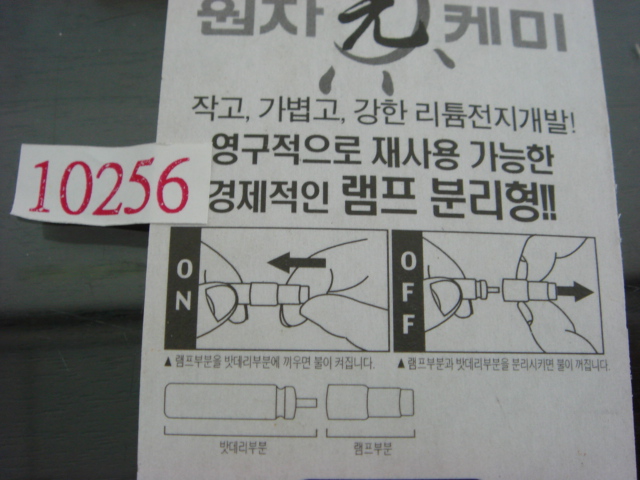 원자 光 케미
작고, 가볍고, 강한 리튬전지개발!
영구적으로 재사용 가능한
경제적인 램프 분리형!!
10256
ON
OFF
▲ 램프부분을 밧데리부분에 끼우면 불이 켜집니다.
▲ 램프부분과 밧데리부분을 분리시키면 불이 꺼집니다.
밧데리부분
램프부분